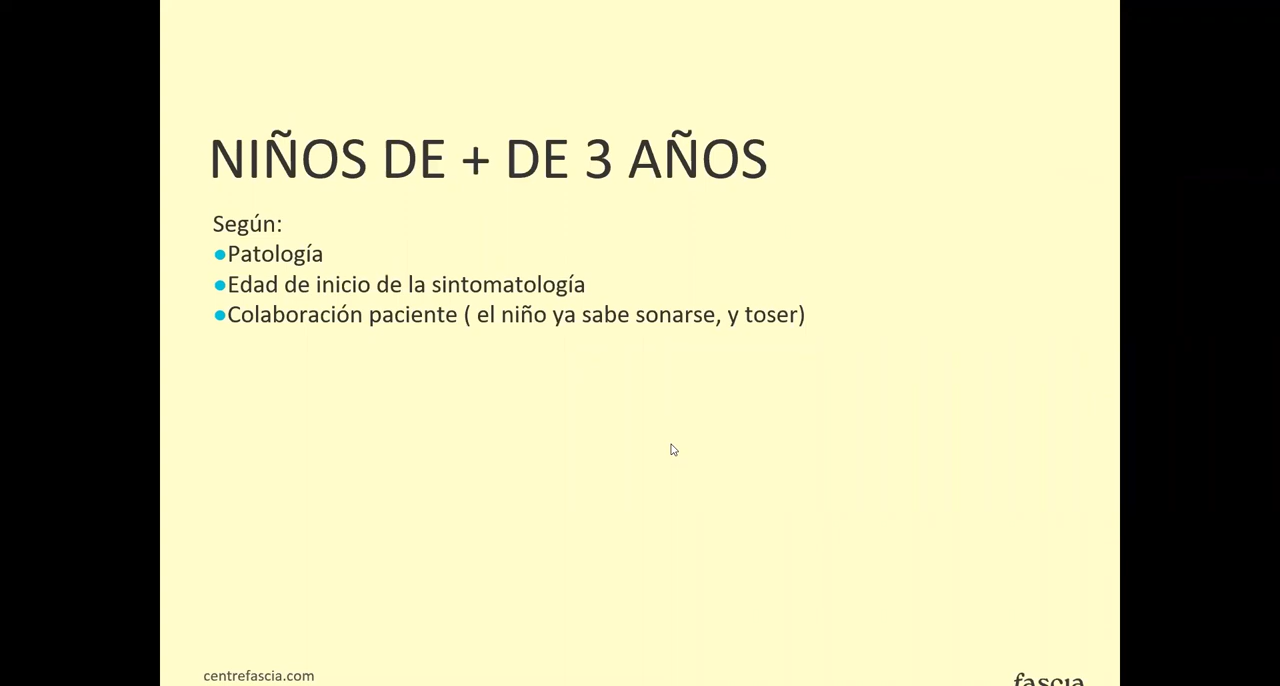 NIÑOS DE + DE 3 AÑOS
Según:
●Patología
●Edad de inicio de la sintomatología
●Colaboración paciente ( el niño ya sabe sonarse, y toser)
centrefascia.com
fascia